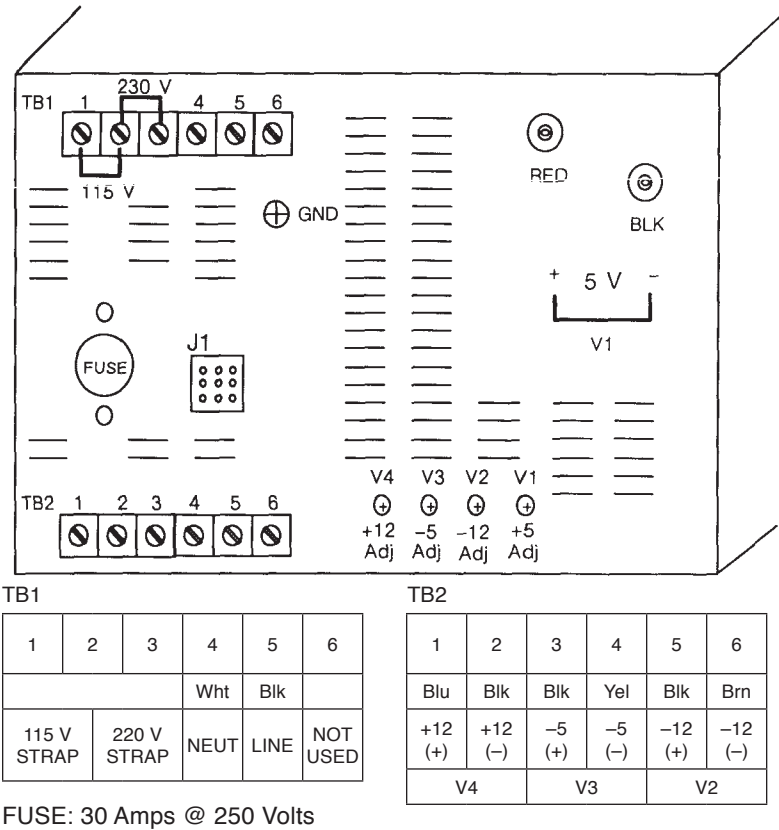 230 V
TB1 1 4 5 6
115 V
GND
RED
BLK
+ 5 V −
V1
FUSE
J1
V4 V3 V2 V1
+12 −5 −12 +5
Adj Adj Adj Adj
TB2 1 2 3 4 5 6
TB1
1 2 3 4 5 6
Wht Blk
115 V STRAP 220 V STRAP NEUT LINE NOT USED
TB2
1 2 3 4 5 6
Blu Blk Blk Yel Blk Brn
+12 (+) +12 (–) –5 (+) –5 (–) –12 (+) –12 (–)
V4 V3 V2
FUSE: 30 Amps @ 250 Volts